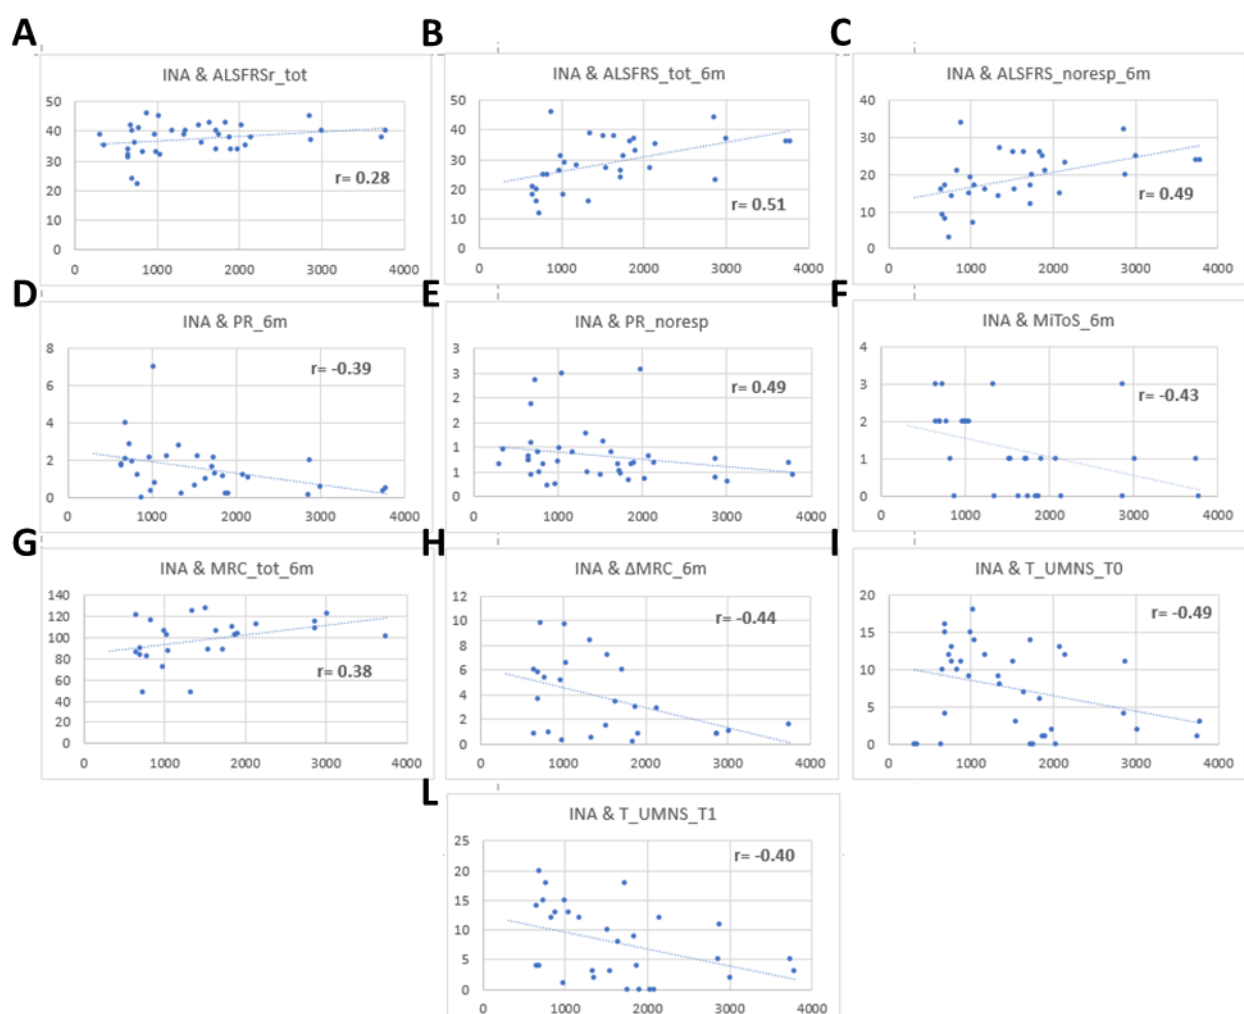 A
INA & ALSFRSr_tot
50
40
30
20
10
0
r= 0.28
0 1000 2000 3000 4000
B
INA & ALSFRS_tot_6m
50
40
30
20
10
0
r= 0.51
0 1000 2000 3000 4000
C
INA & ALSFRS_noresp_6m
40
30
20
10
0
r= 0.49
0 1000 2000 3000 4000
D
INA & PR_6m
8
6
4
2
0
r= -0.39
0 1000 2000 3000 4000
E
INA & PR_noresp
3
3
2
2
1
1
0
r= 0.49
0 1000 2000 3000 4000
F
INA & MiToS_6m
4
3
2
1
0
r= -0.43
0 1000 2000 3000 4000
G
INA & MRC_tot_6m
140
120
100
80
60
40
20
0
r= 0.38
0 1000 2000 3000 4000
H
INA & ΔMRC_6m
12
10
8
6
4
2
0
r= -0.44
0 1000 2000 3000 4000
I
INA & T_UMNS_T0
20
15
10
5
0
r= -0.49
0 1000 2000 3000 4000
L
INA & T_UMNS_T1
25
20
15
10
5
0
r= -0.40
0 1000 2000 3000 4000